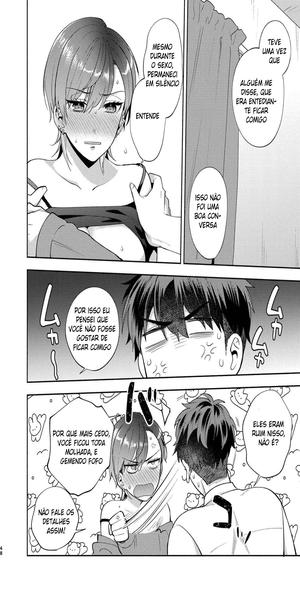 TEVE UMA
VEZ QUE
ALGUÉM ME
DISSE, QUE
ERA ENTEDIAN-
TE FICAR
COMIGO
MESMO
DURANTE
O SEXO,
PERMANECI
EM SILÊNCIO
ENTENDE
ISSO NÃO
FOI UMA
BOA CON-
VERSA
POR ISSO EU
PENSEI QUE
VOCÊ NÃO FOSSE
GOSTAR DE
FICAR COMIGO
ELES ERAM
RUIM NISSO,
NÃO É?
POR QUE MAIS CEDO,
VOCÊ FICOU TODA
MOLHADA, E
GEMENDO FOFO
NÃO FALE OS
DETALHES
ASSIM!
48